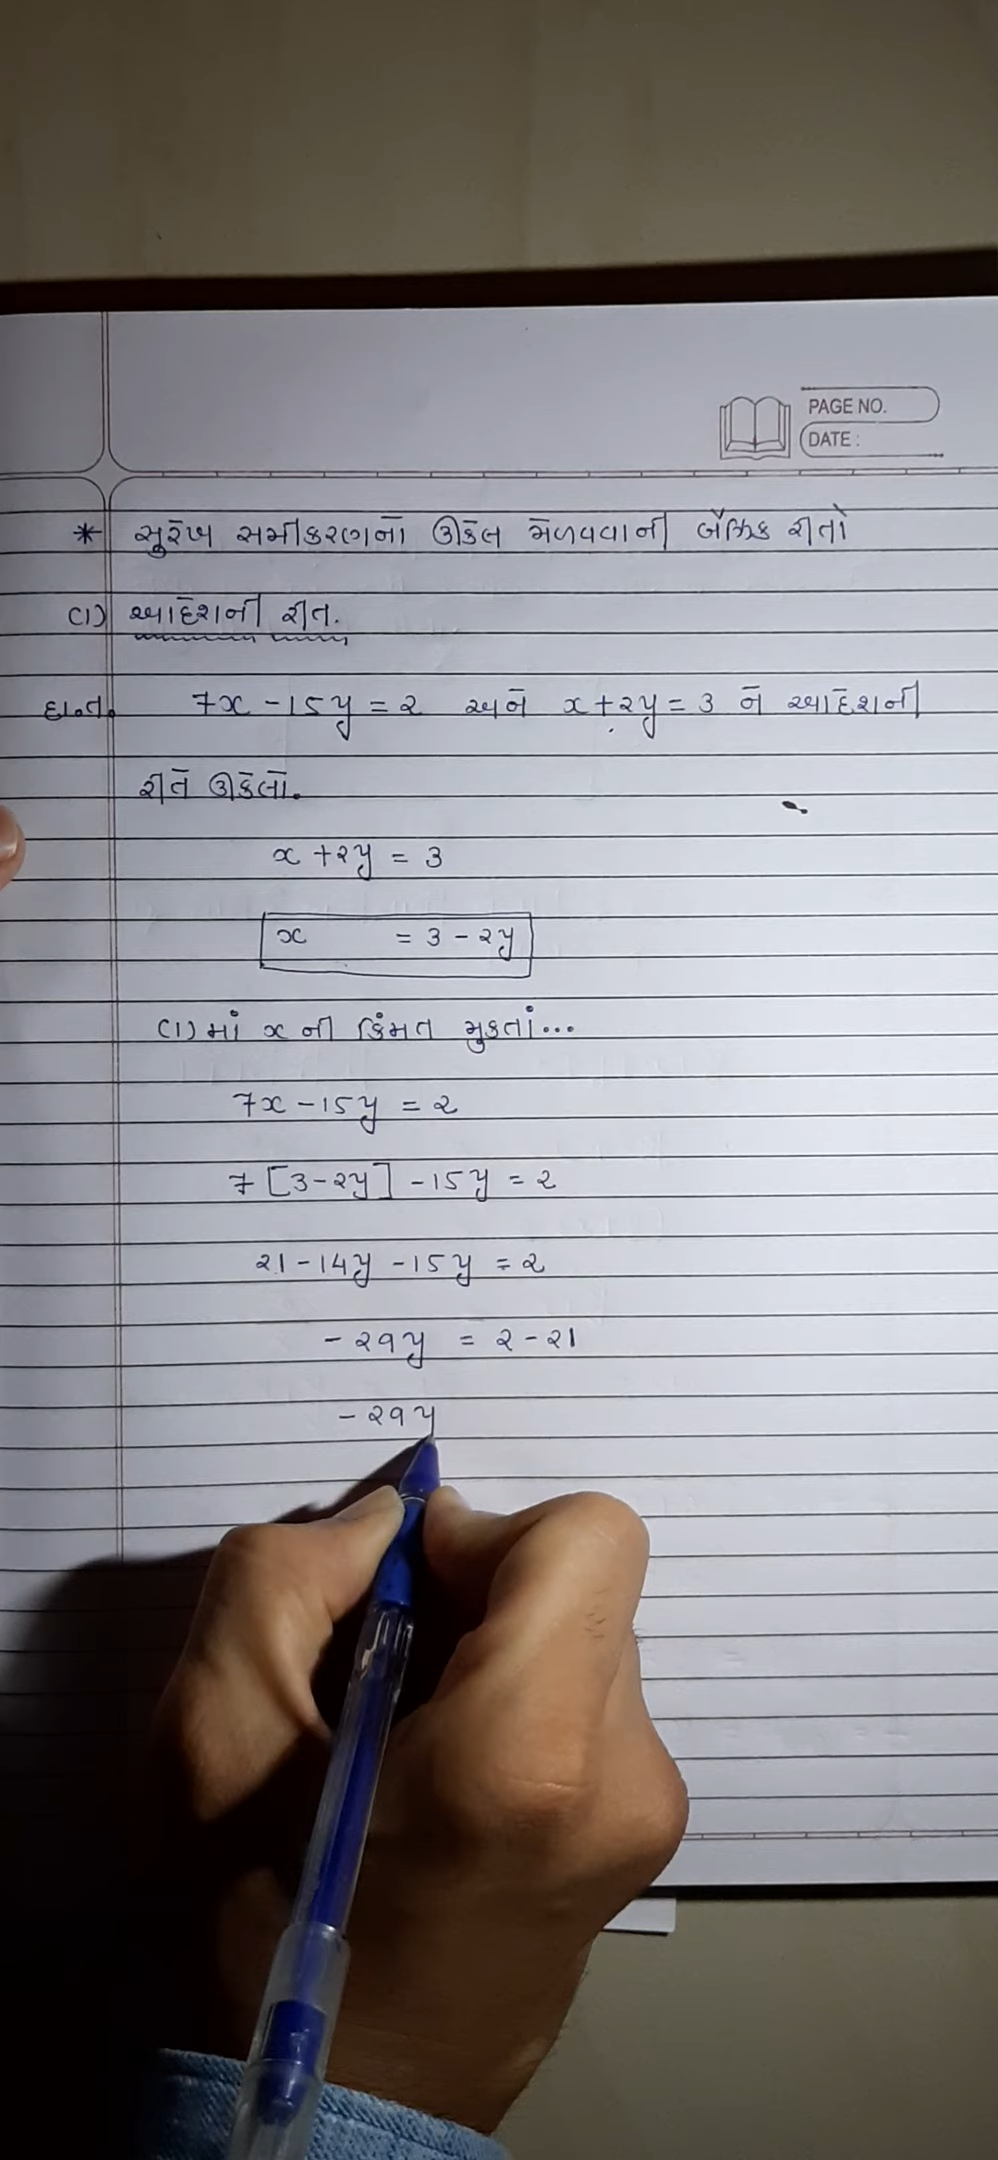 PAGE NO.
DATE :
* સુરેખ સમીકરણનો ઊકેલ મેળવવાની બૈજિક રીતો
(1) આદેશની રીત.
દા.ત. 7x - 15y = 2 અને x + 2y = 3 ને આદેશની
રીતે ઊકેલો.
x + 2y = 3
x = 3 - 2y
(1) માં x ની કિંમત મુકતાં...
7x - 15y = 2
7 [3 - 2y] - 15y = 2
21 - 14y - 15y = 2
- 29y = 2 - 21
- 29y